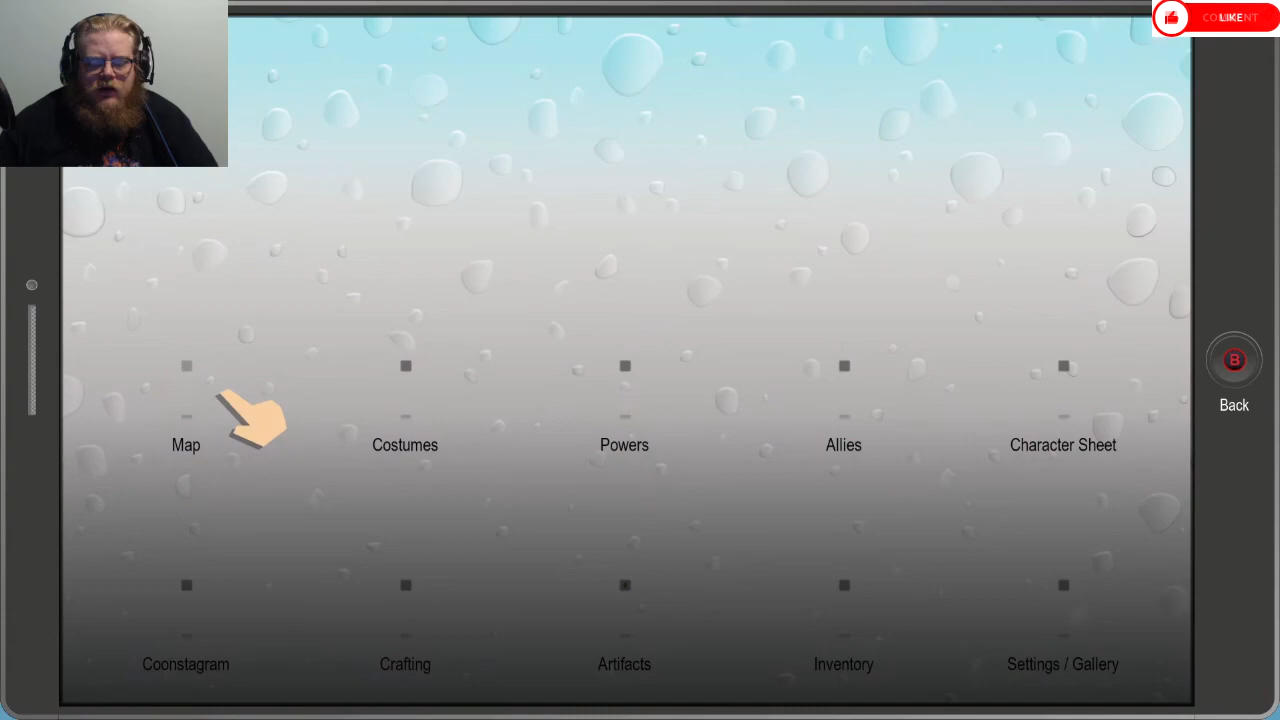 LIKE
B
Back
Map
Costumes
Powers
Allies
Character Sheet
Coonstagram
Crafting
Artifacts
Inventory
Settings / Gallery